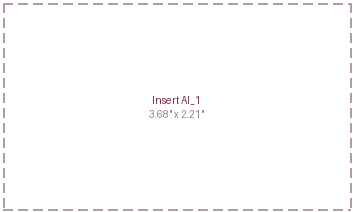 Insert AI_1
3.68" x 2.21"